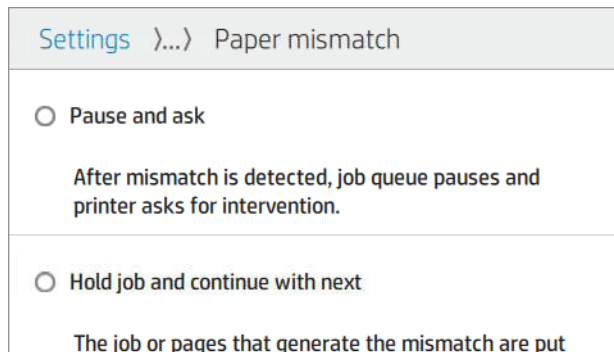 Settings 〉...〉 Paper mismatch
Pause and ask
After mismatch is detected, job queue pauses and
printer asks for intervention.
Hold job and continue with next
The job or pages that generate the mismatch are put